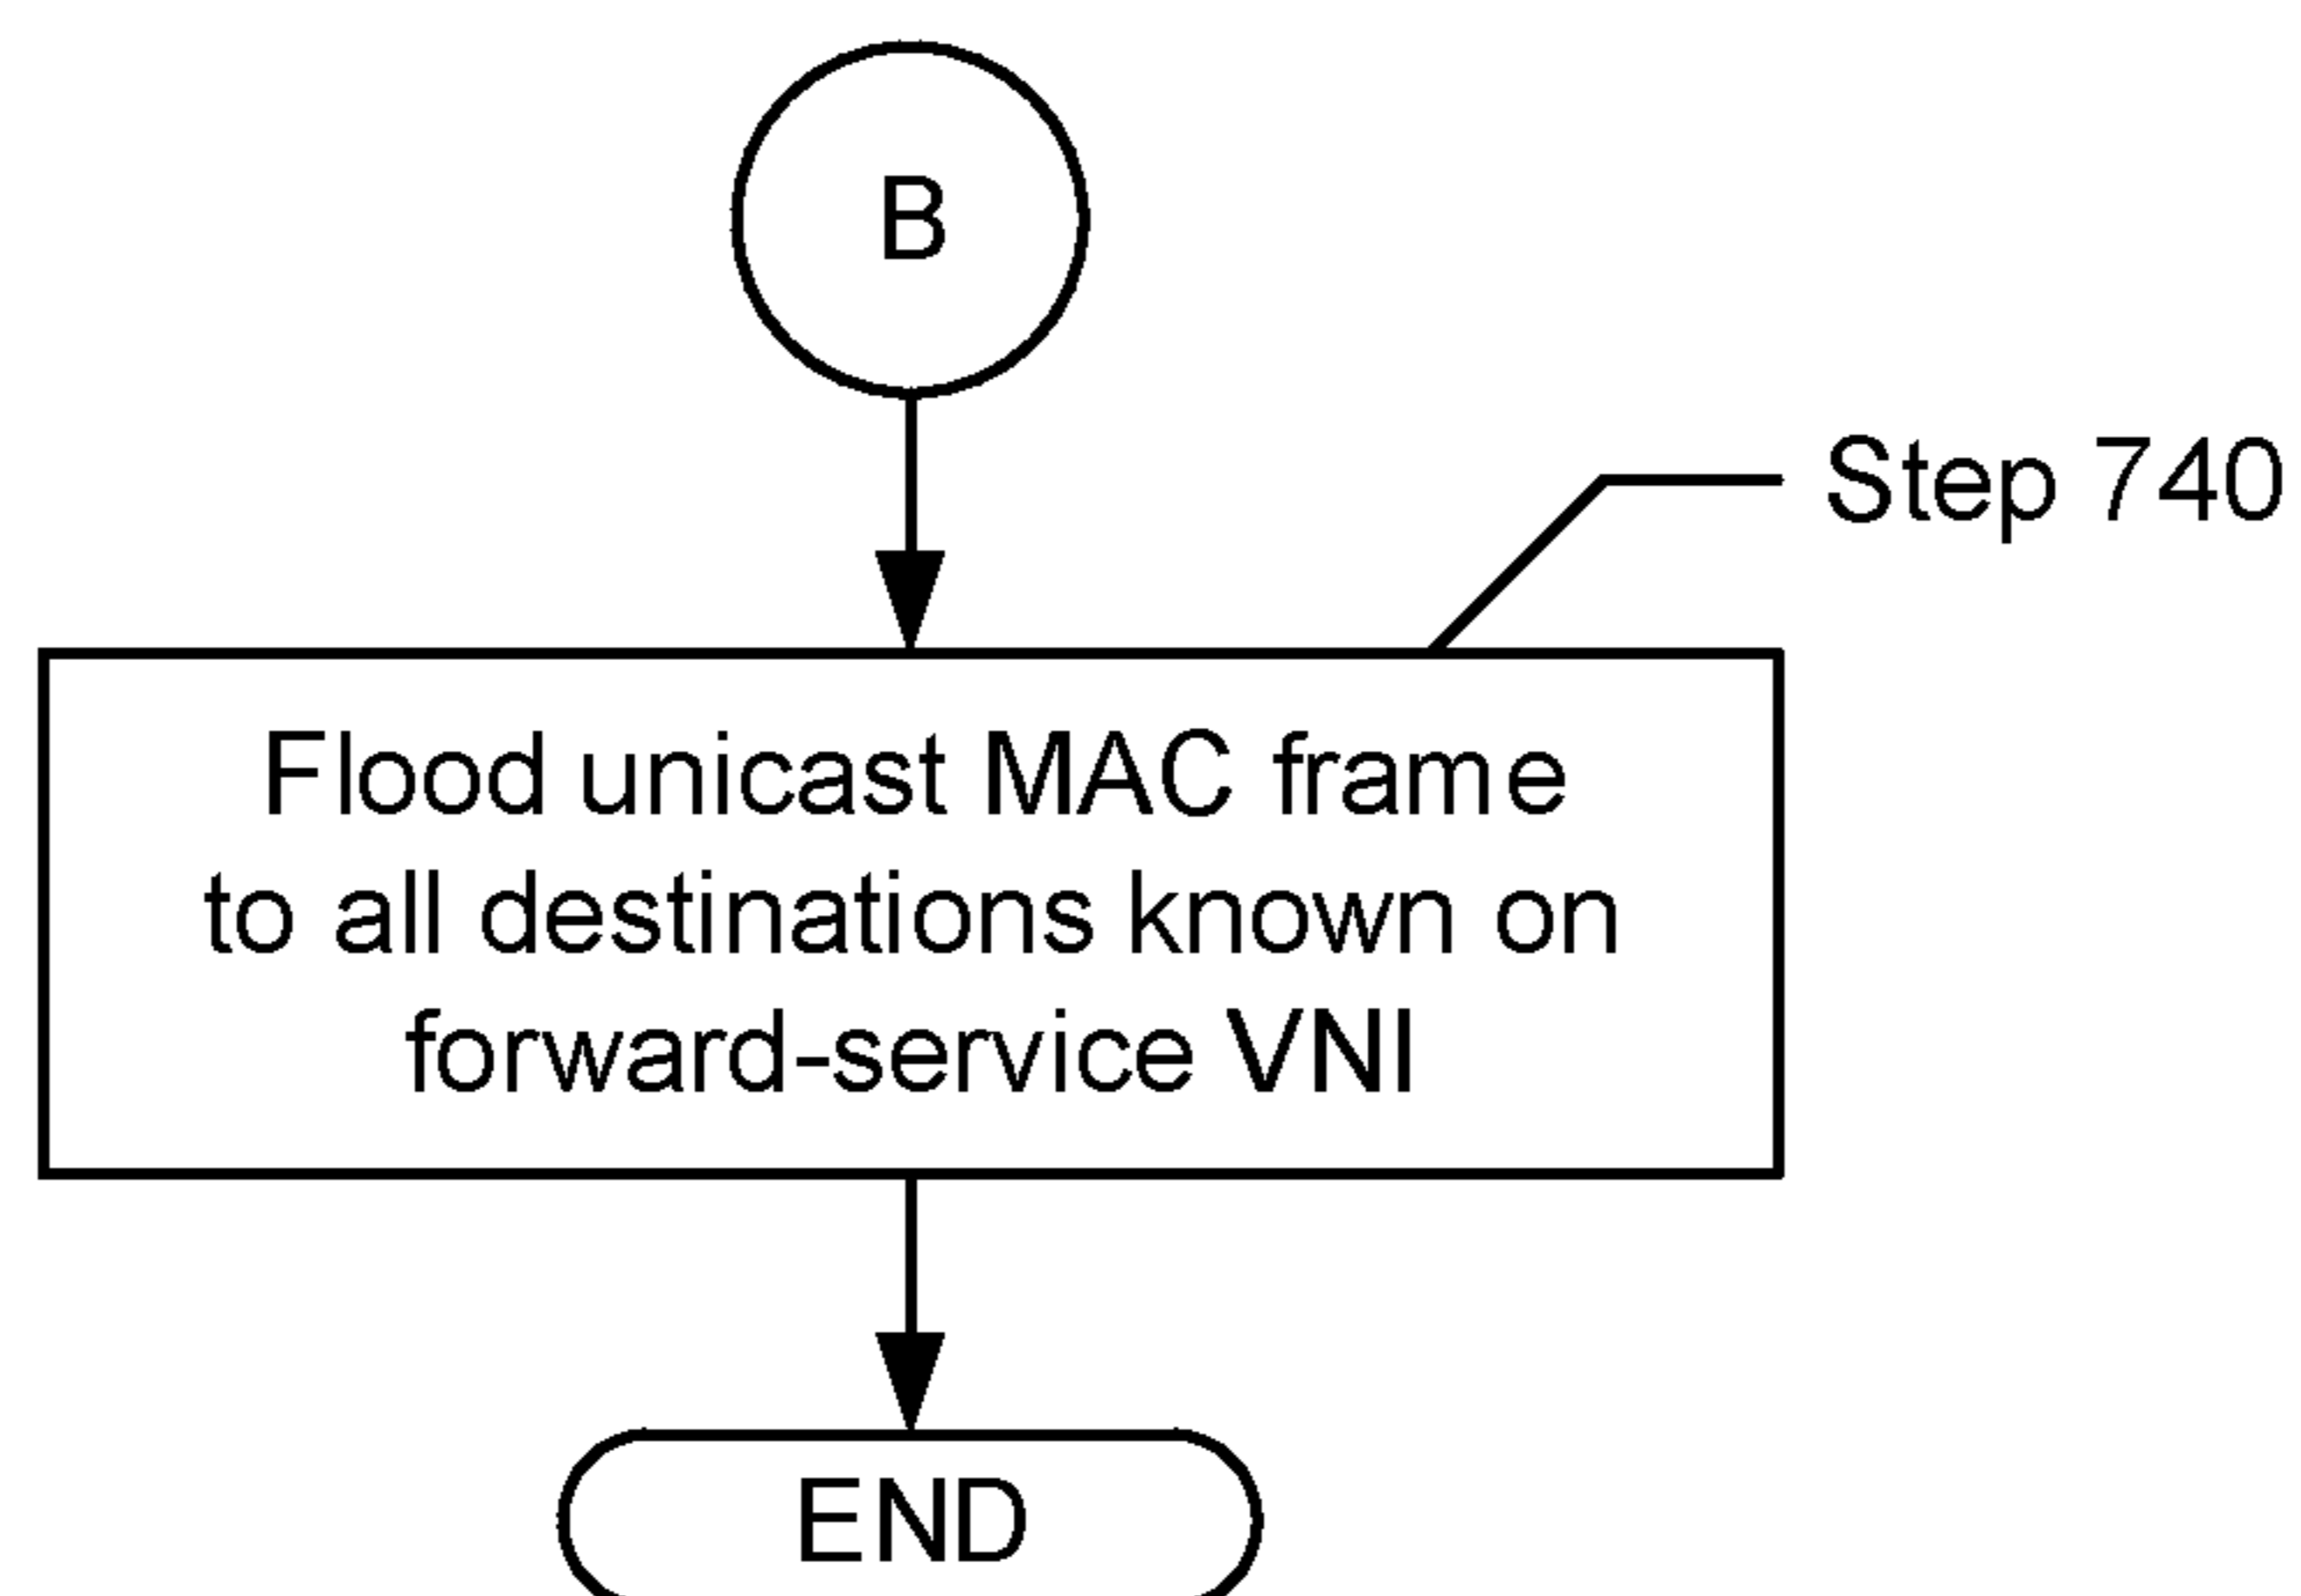 B
Step 740
Flood unicast MAC frame
to all destinations known on
forward-service VNI
END